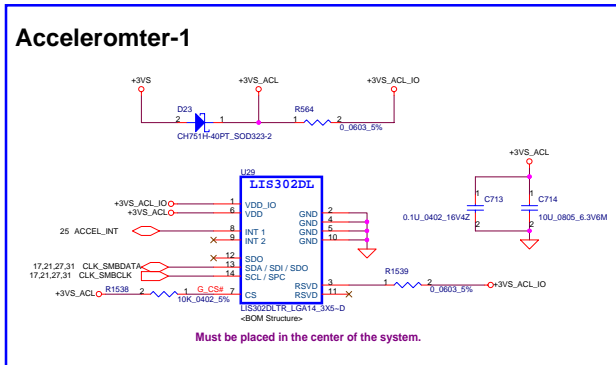 Acceleromter-1
+3VS
+3VS_ACL
+3VS_ACL_IO
D23
2
1
CH751H-40PT_SOD323-2
R564
1
2
0_0603_5%
U29
LIS302DL
+3VS_ACL_IO
1
VDD_IO
+3VS_ACL
6
VDD
GND
2
GND
4
GND
5
GND
10
25 ACCEL_INT
8
INT 1
9
INT 2
12
SDO
17,21,27,31 CLK_SMBDATA
13
SDA / SDI / SDO
17,21,27,31 CLK_SMBCLK
14
SCL / SPC
RSVD
3
RSVD
11
+3VS_ACL
R1538
2
1
G_CS#
7
CS
10K_0402_5%
R1539
1
2
0_0603_5%
+3VS_ACL_IO
LIS302DLTR_LGA14_3X5~D
<BOM Structure>
+3VS_ACL
1
C713
2
0.1U_0402_16V4Z
1
C714
2
10U_0805_6.3V6M
Must be placed in the center of the system.